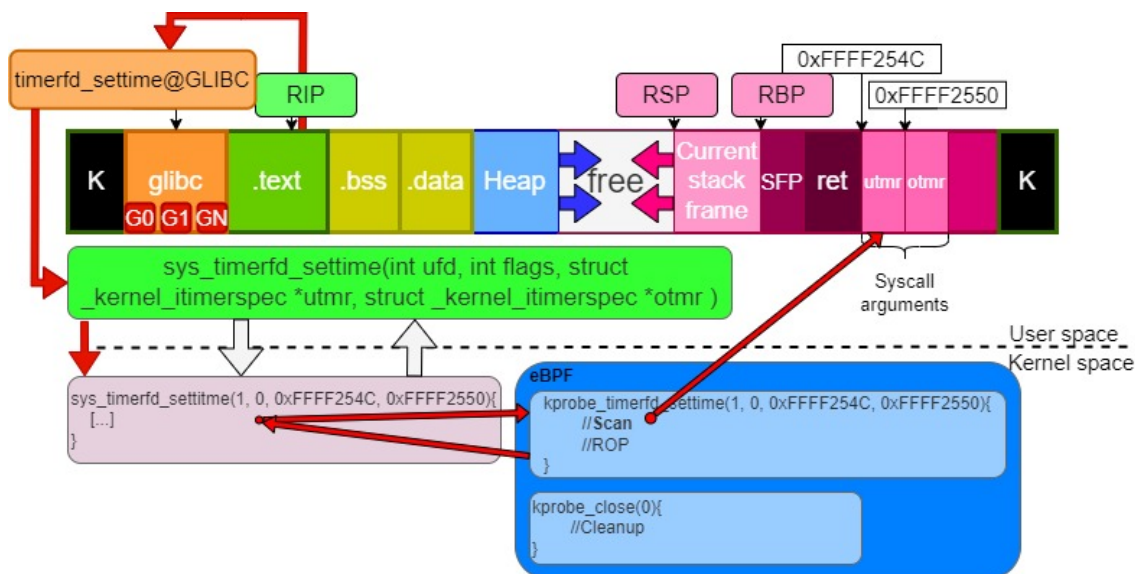 0xFFFF254C
timerfd_settime@GLIBC
RIP
RSP
RBP
0xFFFF2550
K
glibc
G0 G1 GN
.text
.bss
.data
Heap
free
Current
stack
frame
SFP
ret
utmr
otmr
K
sys_timerfd_settime(int ufd, int flags, struct
_kernel_itimerspec *utmr, struct _kernel_itimerspec *otmr )
Syscall
arguments
User space
Kernel space
sys_timerfd_settitme(1, 0, 0xFFFF254C, 0xFFFF2550){
[...]
}
eBPF
kprobe_timerfd_settime(1, 0, 0xFFFF254C, 0xFFFF2550){
//Scan
//ROP
}
kprobe_close(0){
//Cleanup
}